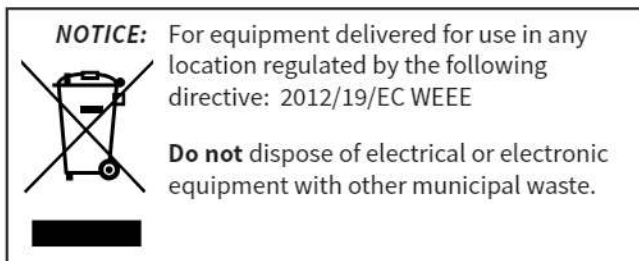 NOTICE: For equipment delivered for use in any
location regulated by the following
directive: 2012/19/EC WEEE
Do not dispose of electrical or electronic
equipment with other municipal waste.